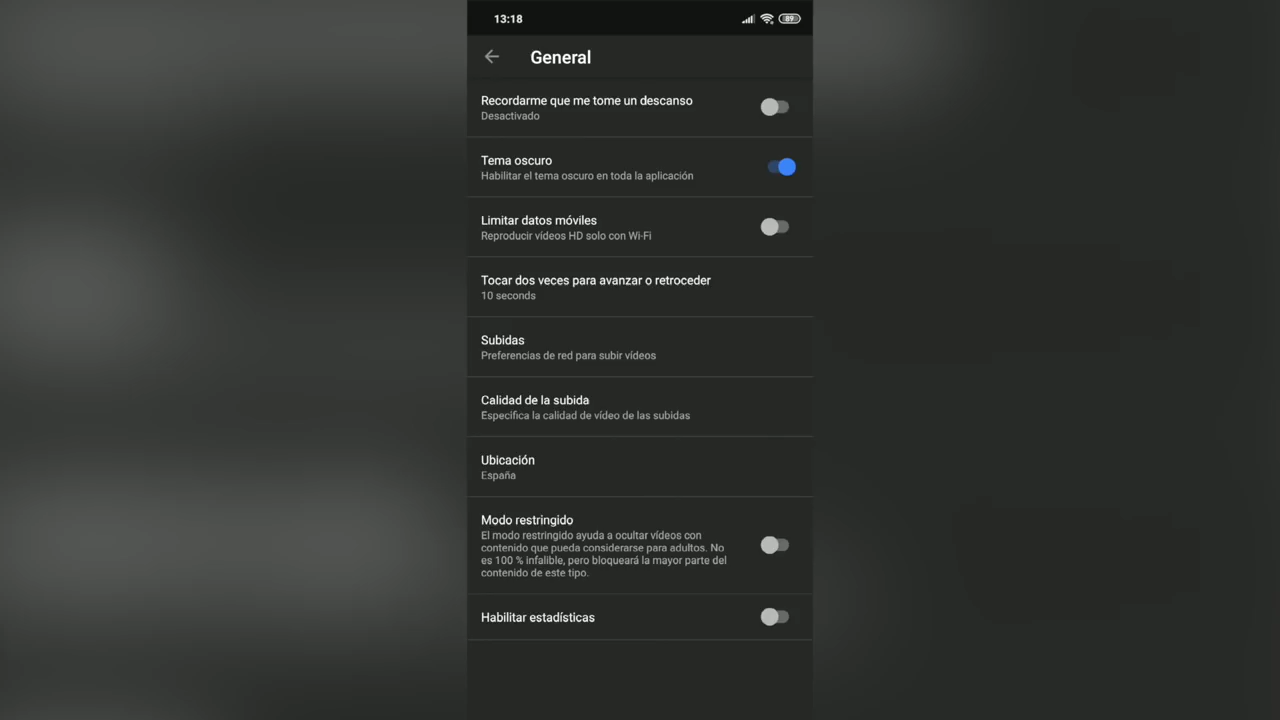 13:18
89
General
Recordarme que me tome un descanso
Desactivado
Tema oscuro
Habilitar el tema oscuro en toda la aplicación
Limitar datos móviles
Reproducir vídeos HD solo con Wi-Fi
Tocar dos veces para avanzar o retroceder
10 seconds
Subidas
Preferencias de red para subir vídeos
Calidad de la subida
Especifica la calidad de vídeo de las subidas
Ubicación
España
Modo restringido
El modo restringido ayuda a ocultar vídeos con
contenido que pueda considerarse para adultos. No
es 100 % infalible, pero bloqueará la mayor parte del
contenido de este tipo.
Habilitar estadísticas